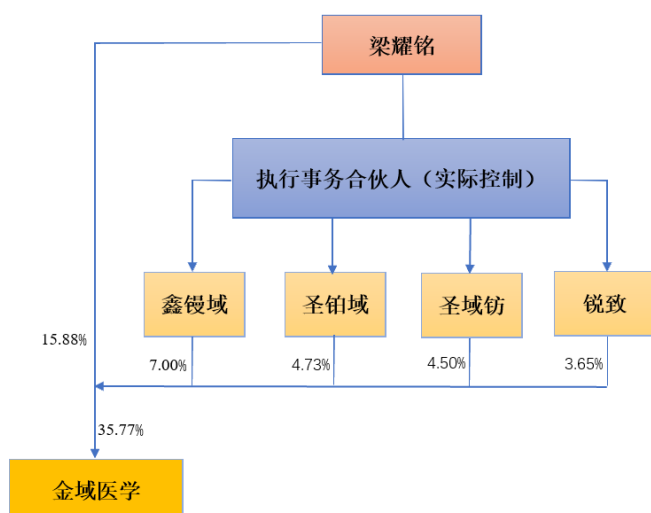 梁耀铭
执行事务合伙人（实际控制）
鑫镘域
圣铂域
圣域钫
锐致
15.88%
7.00%
4.73%
4.50%
3.65%
35.77%
金域医学